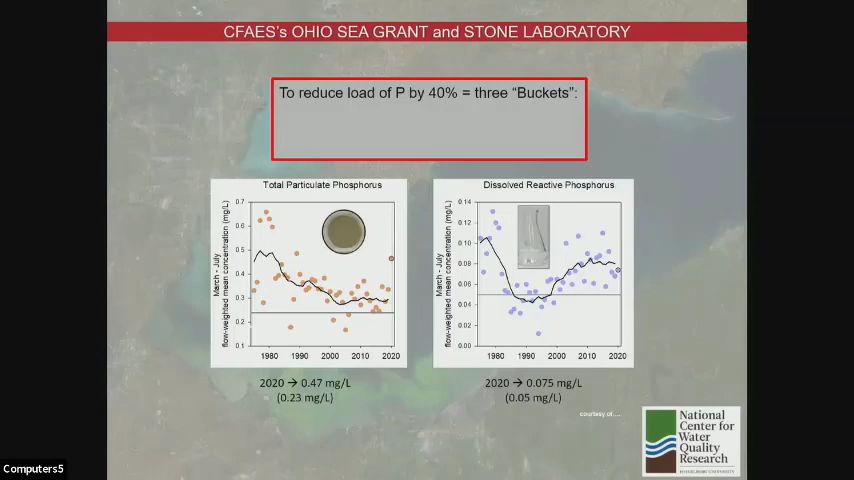 CFAES's OHIO SEA GRANT and STONE LABORATORY
To reduce load of P by 40% = three "Buckets":
Total Particulate Phosphorus
March - July
flow-weighted mean concentration (mg/L)
0.7
0.6
0.5
0.4
0.3
0.2
0.1
1980 1990 2000 2010 2020
2020 → 0.47 mg/L
(0.23 mg/L)
Dissolved Reactive Phosphorus
March - July
flow-weighted mean concentration (mg/L)
0.14
0.12
0.10
0.08
0.06
0.04
0.02
0.00
1980 1990 2000 2010 2020
2020 → 0.075 mg/L
(0.05 mg/L)
courtesy of....
National
Center for
Water
Quality
Research
HEIDELBERG UNIVERSITY
Computers5